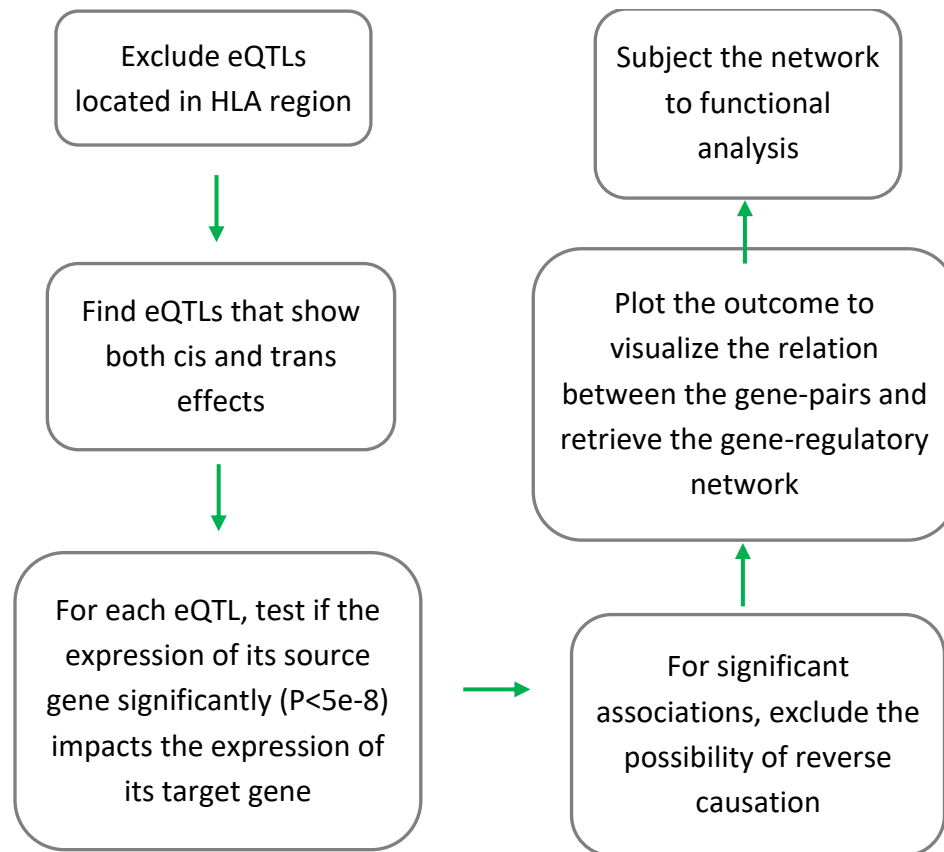 Exclude eQTLs
located in HLA region
Find eQTLs that show
both cis and trans
effects
For each eQTL, test if the
expression of its source
gene significantly (P<5e-8)
impacts the expression of
its target gene
For significant
associations, exclude the
possibility of reverse
causation
Plot the outcome to
visualize the relation
between the gene-pairs and
retrieve the gene-regulatory
network
Subject the network
to functional
analysis